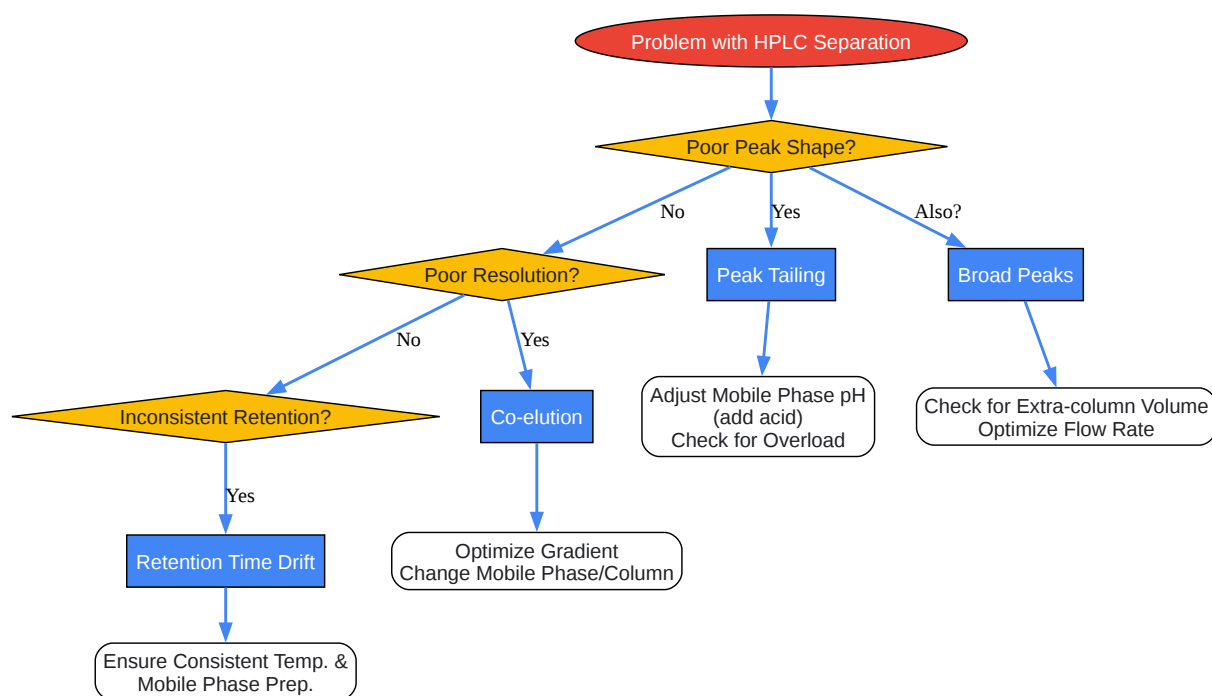 Problem with HPLC Separation
Poor Peak Shape?
No
Yes
Also?
Poor Resolution?
Peak Tailing
Broad Peaks
No
Yes
Adjust Mobile Phase pH
(add acid)
Check for Overload
Check for Extra-column Volume
Optimize Flow Rate
Inconsistent Retention?
Co-elution
Yes
Retention Time Drift
Optimize Gradient
Change Mobile Phase/Column
Ensure Consistent Temp. &
Mobile Phase Prep.